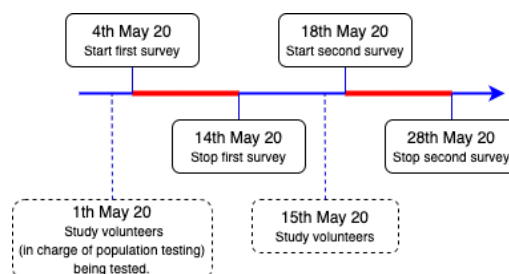 4th May 20
Start first survey
18th May 20
Start second survey
14th May 20
Stop first survey
28th May 20
Stop second survey
1th May 20
Study volunteers
(in charge of population testing)
being tested.
15th May 20
Study volunteers